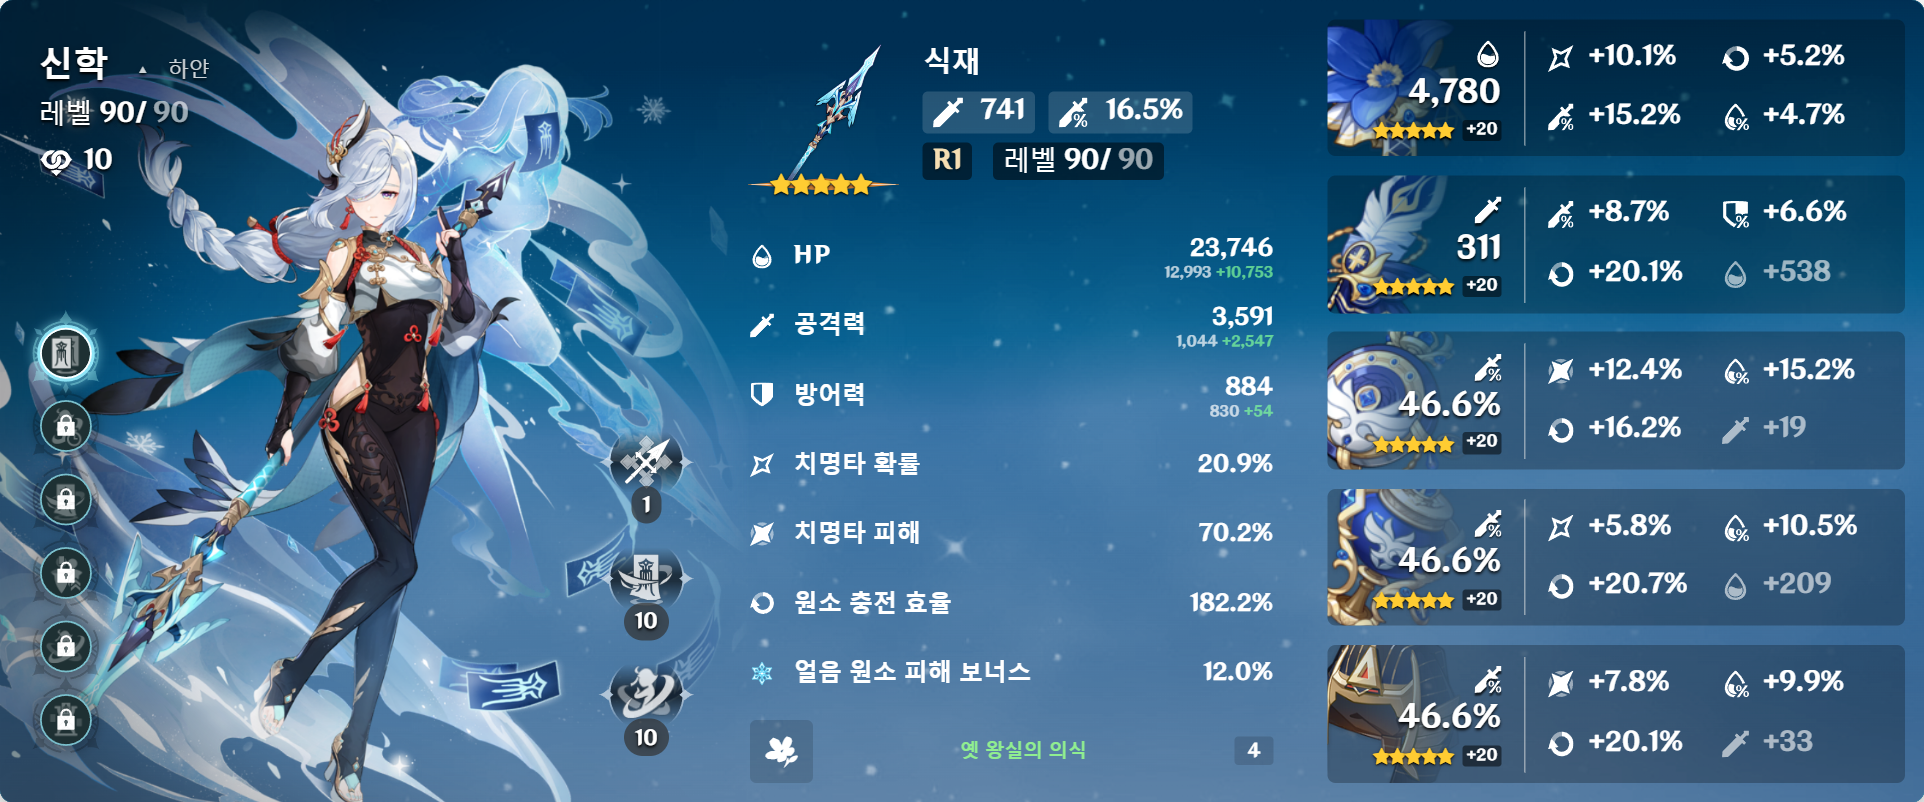 신학 ▲ 하얀
레벨 90/ 90
10
1
10
10
식재
741 16.5%
R1 레벨 90/ 90
HP 23,746
12,993 +10,753
공격력 3,591
1,044 +2,547
방어력 884
830 +54
치명타 확률 20.9%
치명타 피해 70.2%
원소 충전 효율 182.2%
얼음 원소 피해 보너스 12.0%
옛 왕실의 의식 4
4,780
+20
+10.1% +5.2%
+15.2% +4.7%
311
+20
+8.7% +6.6%
+20.1% +538
46.6%
+20
+12.4% +15.2%
+16.2% +19
46.6%
+20
+5.8% +10.5%
+20.7% +209
46.6%
+20
+7.8% +9.9%
+20.1% +33